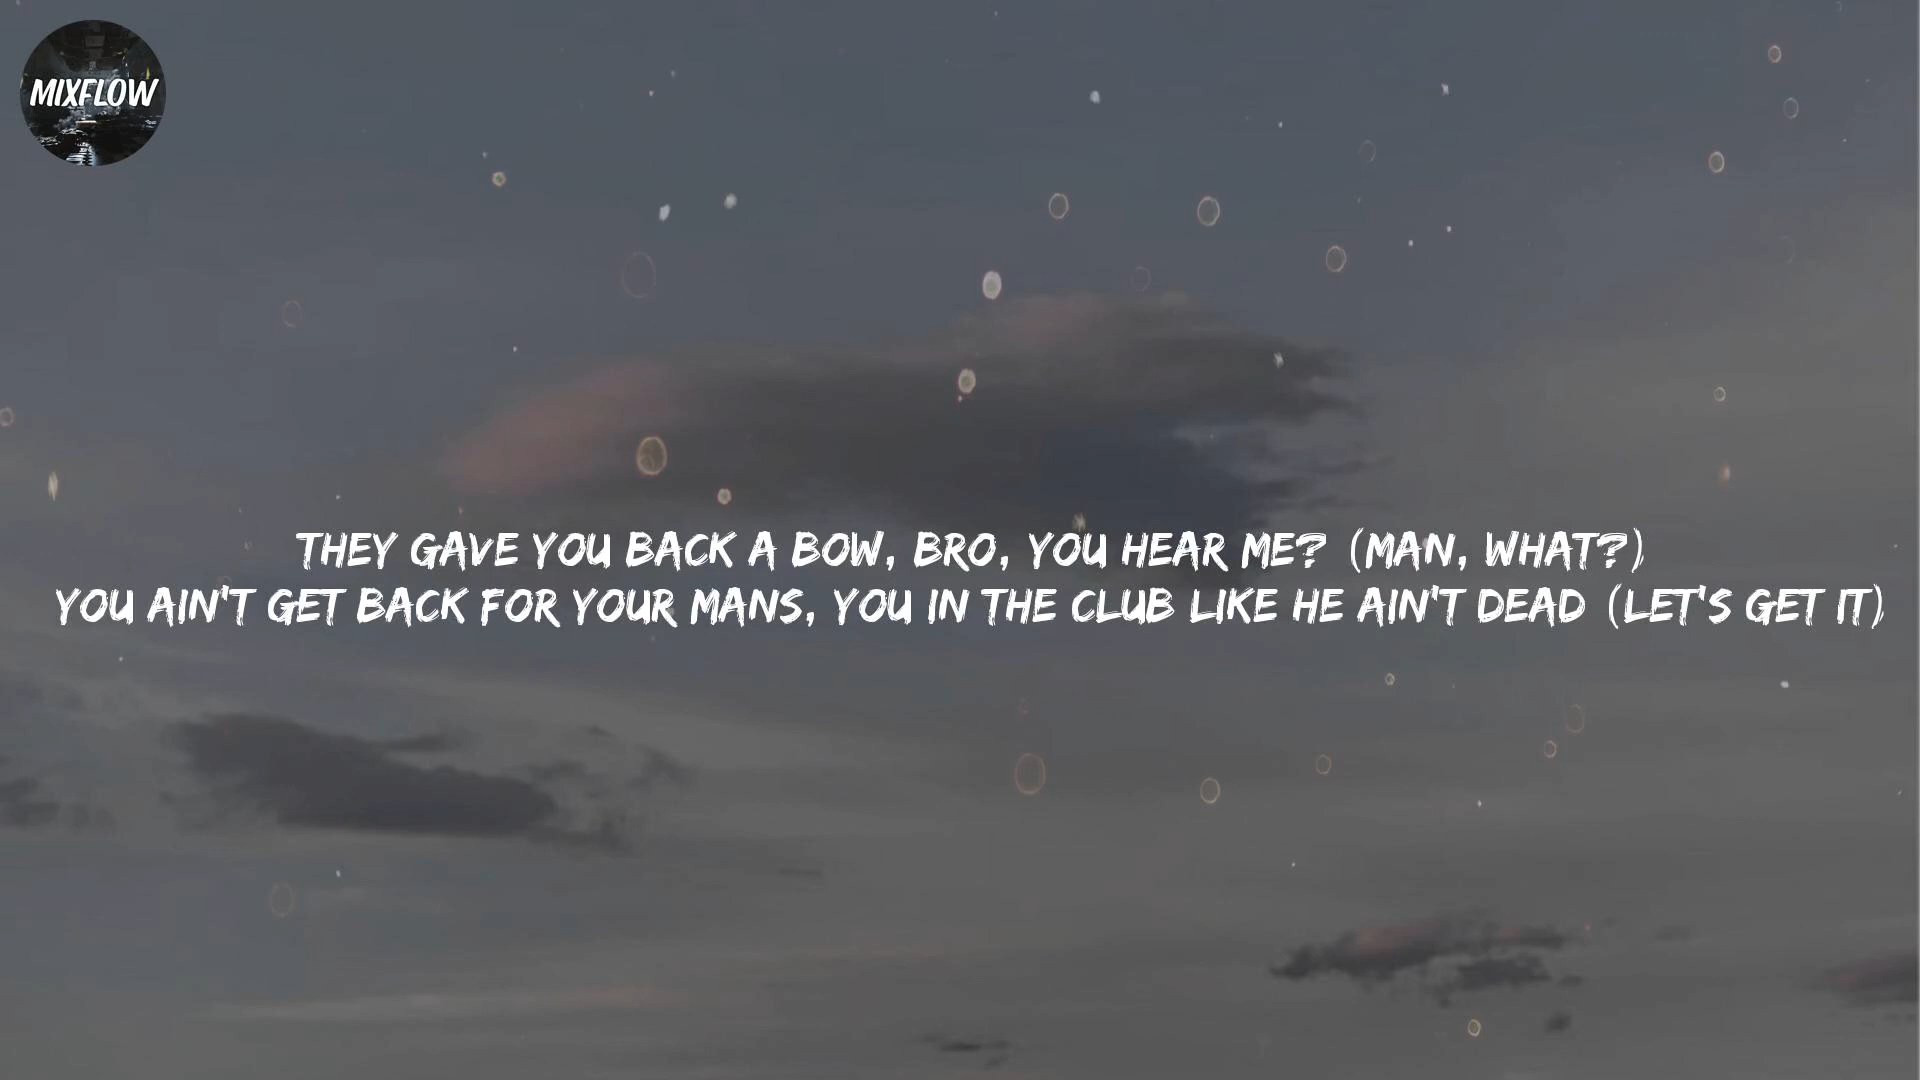 MIXFLOW
THEY GAVE YOU BACK A BOW, BRO, YOU HEAR ME? (MAN, WHAT?)
YOU AIN'T GET BACK FOR YOUR MANS, YOU IN THE CLUB LIKE HE AIN'T DEAD (LET'S GET IT)